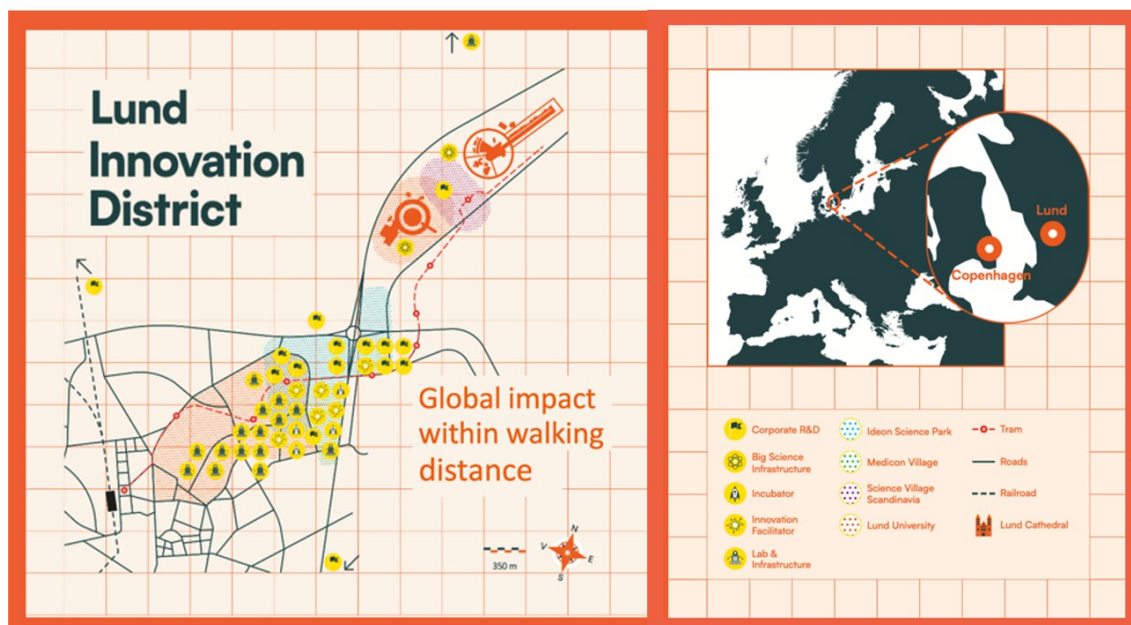 Lund
Innovation
District
Global impact
within walking
distance
350 m
N
V
E
S
Lund
Copenhagen
Corporate R&D
Big Science
Infrastructure
Incubator
Innovation
Facilitator
Lab &
Infrastructure
Ideon Science Park
Medicon Village
Science Village
Scandinavia
Lund University
Tram
Roads
Railroad
Lund Cathedral